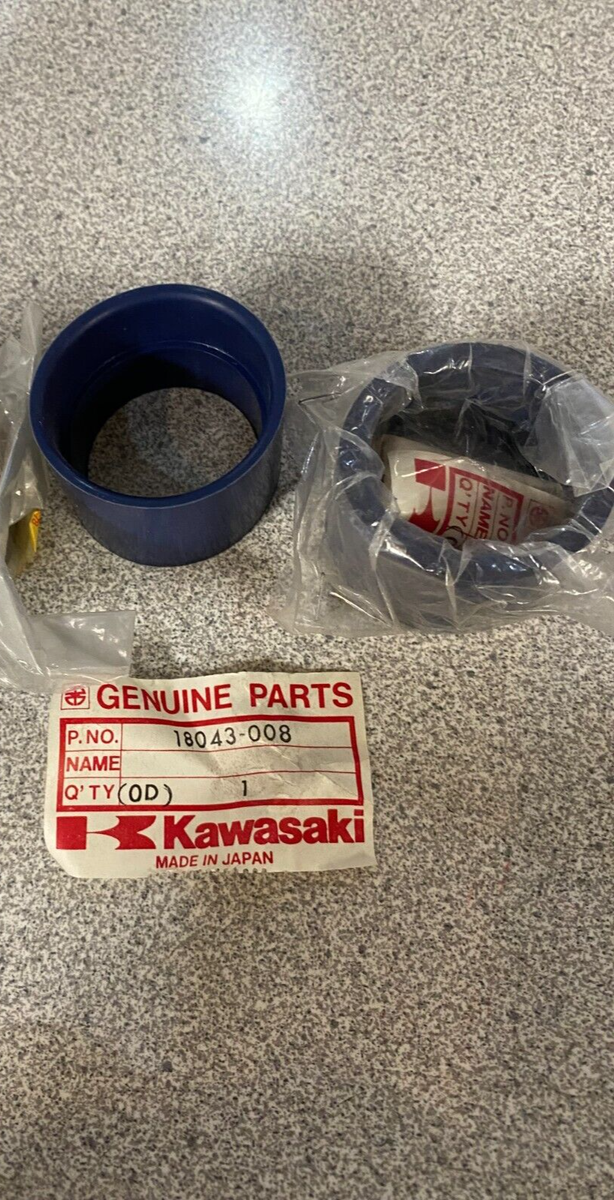 P.NO.
NAME
Q'TY
GENUINE PARTS
P.NO. 18043-008
NAME
Q'TY (OD) 1
Kawasaki
MADE IN JAPAN